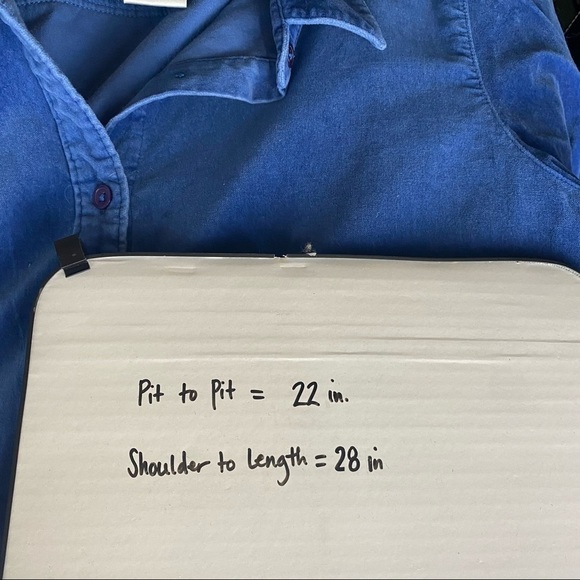 Pit to Pit = 22 in.
Shoulder to Length = 28 in